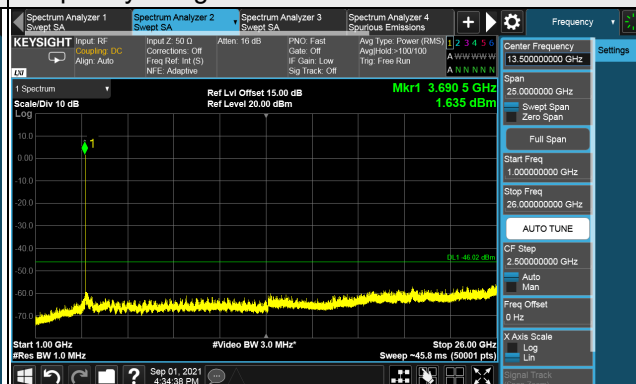 Spectrum Analyzer 1
Swept SA
Spectrum Analyzer 2
Swept SA
Spectrum Analyzer 3
Swept SA
Spectrum Analyzer 4
Spurious Emissions
Frequency
KEYSIGHT
Input: RF
Coupling: DC
Align: Auto
Input Z: 50 Ω
Corrections: Off
Freq Ref: Int (S)
NFE: Adaptive
Atten: 16 dB
PNO: Fast
Gate: Off
IF Gain: Low
Sig Track: Off
Avg Type: Power (RMS)
Avg|Hold:>100/100
Trig: Free Run
1 2 3 4 5 6
A W W W W W
A N N N N N
LXI
1 Spectrum
Scale/Div 10 dB
Log
Ref Lvl Offset 15.00 dB
Ref Level 20.00 dBm
Mkr1 3.690 5 GHz
1.635 dBm
10.0
0.00
-10.0
-20.0
-30.0
-40.0
-50.0
-60.0
-70.0
1
DL1 -46.02 dBm
Start 1.00 GHz
#Res BW 1.0 MHz
#Video BW 3.0 MHz*
Stop 26.00 GHz
Sweep ~45.8 ms (50001 pts)
Sep 01, 2021
4:34:38 PM
Center Frequency
13.500000000 GHz
Settings
Span
25.0000000 GHz
Swept Span
Zero Span
Full Span
Start Freq
1.000000000 GHz
Stop Freq
26.000000000 GHz
AUTO TUNE
CF Step
2.500000000 GHz
Auto
Man
Freq Offset
0 Hz
X Axis Scale
Log
Lin
Signal Track